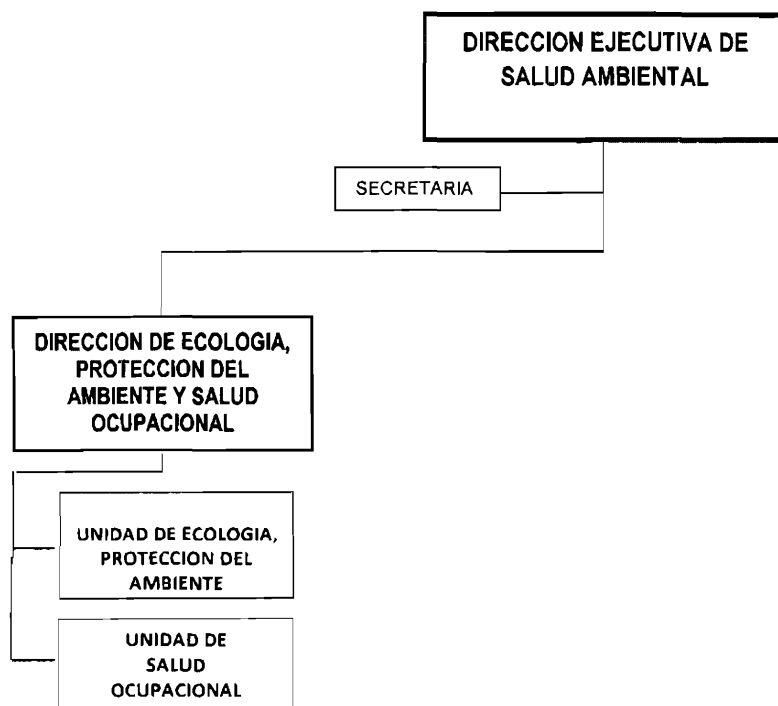 DIRECCION EJECUTIVA DE
SALUD AMBIENTAL
SECRETARIA
DIRECCION DE ECOLOGIA,
PROTECCION DEL
AMBIENTE Y SALUD
OCUPACIONAL
UNIDAD DE ECOLOGIA,
PROTECCION DEL
AMBIENTE
UNIDAD DE
SALUD
OCUPACIONAL